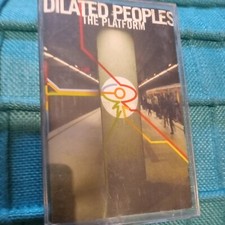 DILATED PEOPLES
THE PLATFORM